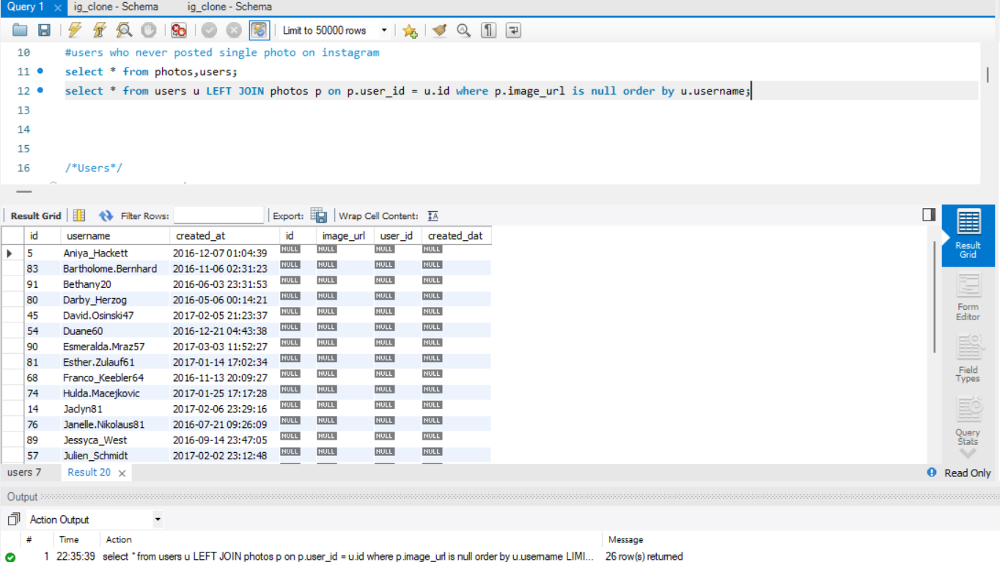 Query 1 × ig_clone - Schema ig_clone - Schema
Limit to 50000 rows
10 #users who never posted single photo on instagram
11 select * from photos,users;
12 select * from users u LEFT JOIN photos p on p.user_id = u.id where p.image_url is null order by u.username;
13
14
15
16 /*Users*/
Result Grid Filter Rows: Export: Wrap Cell Content:
id username created_at id image_url user_id created_dat
5 Aniya_Hackett 2016-12-07 01:04:39 NULL NULL NULL NULL
83 Bartholome.Bernhard 2016-11-06 02:31:23 NULL NULL NULL NULL
91 Bethany20 2016-06-03 23:31:53 NULL NULL NULL NULL
80 Darby_Herzog 2016-05-06 00:14:21 NULL NULL NULL NULL
45 David.Osinski47 2017-02-05 21:23:37 NULL NULL NULL NULL
54 Duane60 2016-12-21 04:43:38 NULL NULL NULL NULL
90 Esmeralda.Mraz57 2017-03-03 11:52:27 NULL NULL NULL NULL
81 Esther.Zulauf61 2017-01-14 17:02:34 NULL NULL NULL NULL
68 Franco_Keebler64 2016-11-13 20:09:27 NULL NULL NULL NULL
74 Hulda.Macejkovic 2017-01-25 17:17:28 NULL NULL NULL NULL
14 Jaclyn81 2017-02-06 23:29:16 NULL NULL NULL NULL
76 Janelle.Nikolaus81 2016-07-21 09:26:09 NULL NULL NULL NULL
89 Jessyca_West 2016-09-14 23:47:05 NULL NULL NULL NULL
57 Julien_Schmidt 2017-02-02 23:12:48 NULL NULL NULL NULL
Result
Grid
Form
Editor
Field
Types
Query
Stats
users 7 Result 20 × Read Only
Output
Action Output
# Time Action Message
1 22:35:39 select * from users u LEFT JOIN photos p on p.user_id = u.id where p.image_url is null order by u.username LIMI... 26 row(s) returned